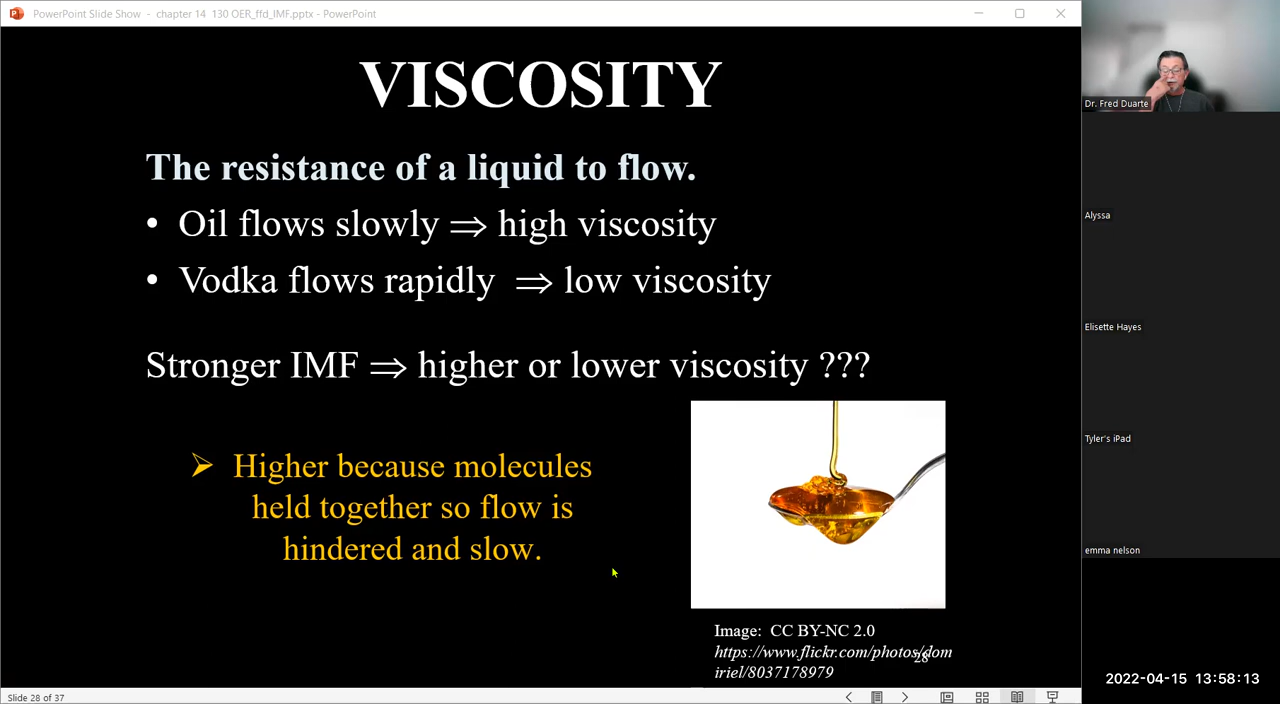 PowerPoint Slide Show - chapter 14 130 OER_ffd_IMF.pptx - PowerPoint
VISCOSITY
The resistance of a liquid to flow.
• Oil flows slowly ⇒ high viscosity
• Vodka flows rapidly ⇒ low viscosity
Stronger IMF ⇒ higher or lower viscosity ???
➢ Higher because molecules
held together so flow is
hindered and slow.
Image: CC BY-NC 2.0
https://www.flickr.com/photos/dom
iriel/8037178979
28
Slide 28 of 37
Dr. Fred Duarte
Alyssa
Elisette Hayes
Tyler's iPad
emma nelson
2022-04-15 13:58:13